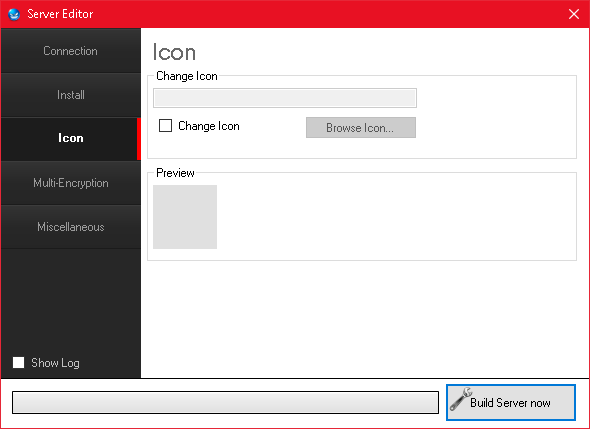 Server Editor
Connection
Install
Icon
Multi-Encryption
Miscellaneous
Show Log
Icon
Change Icon
Change Icon
Browse Icon...
Preview
Build Server now